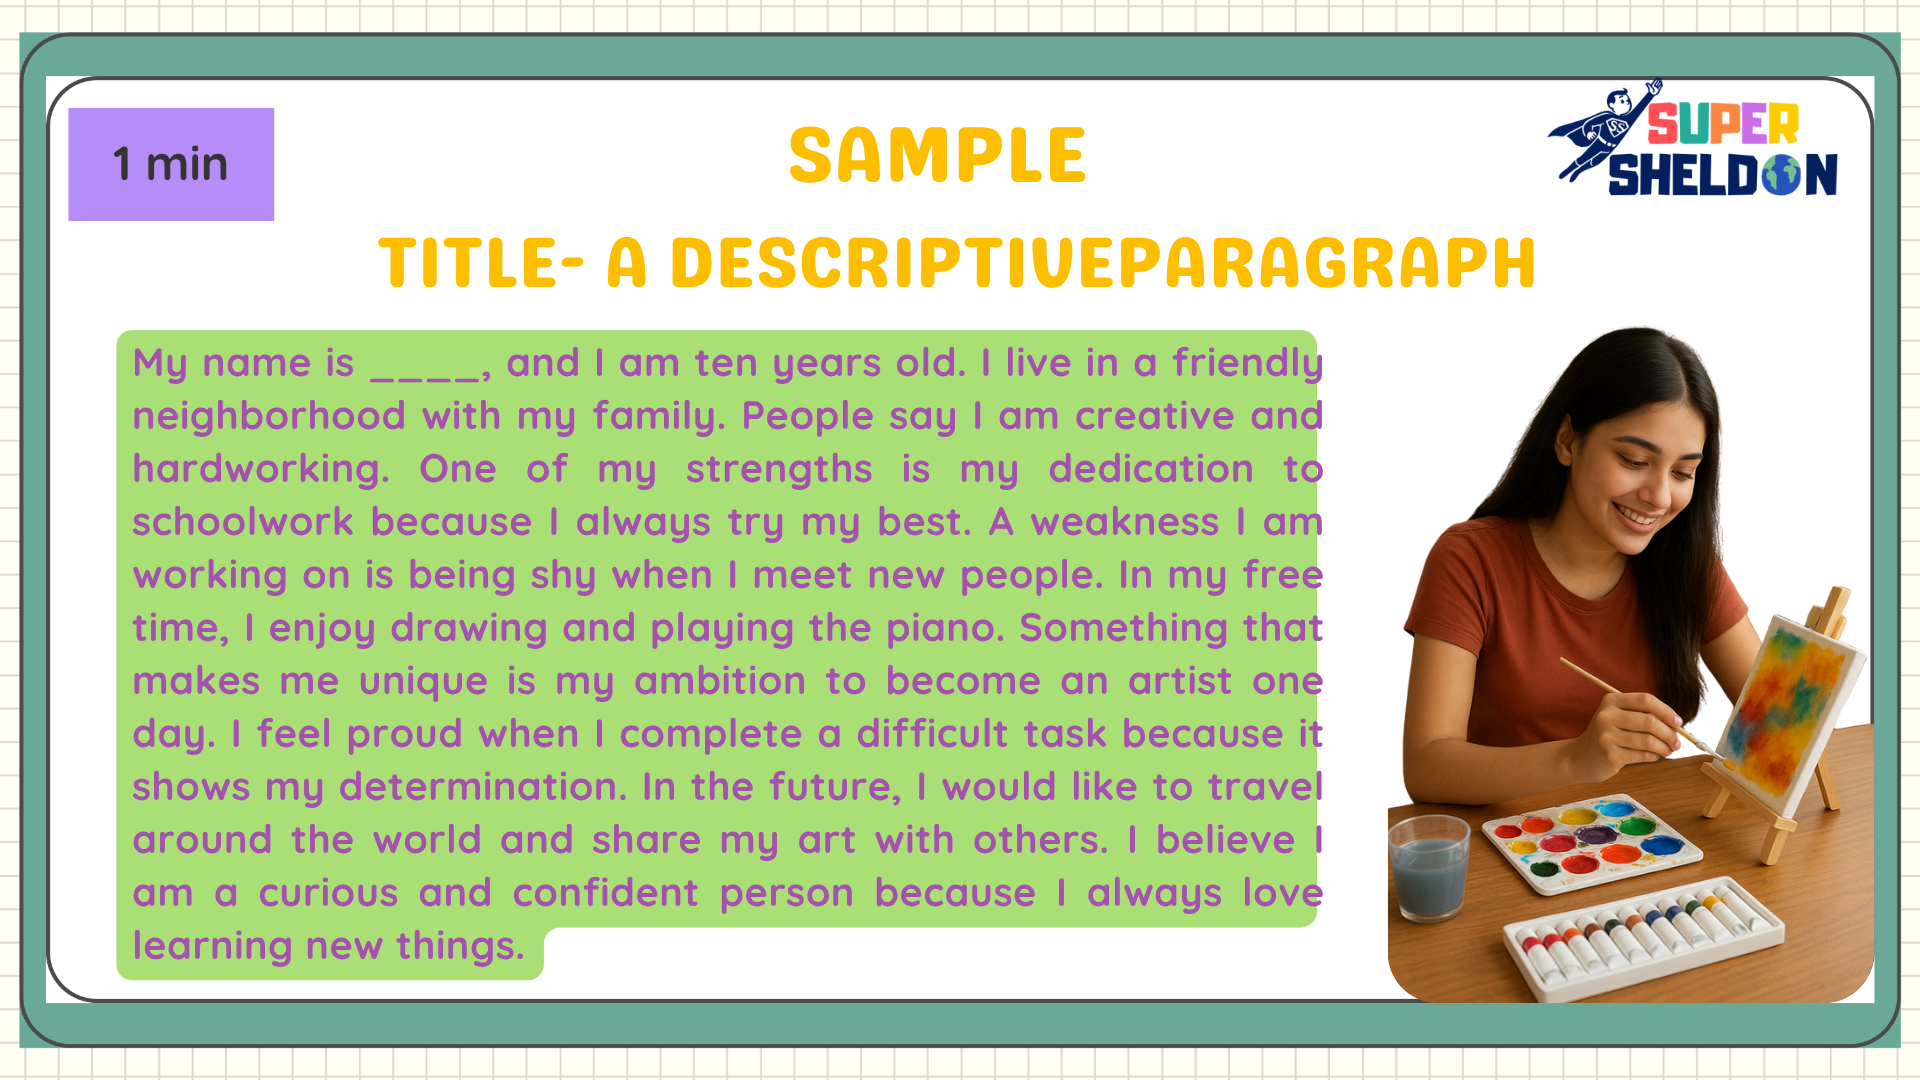 1 min
SAMPLE
SUPER
SHELDON
TITLE- A DESCRIPTIVEPARAGRAPH
My name is ____, and I am ten years old. I live in a friendly
neighborhood with my family. People say I am creative and
hardworking. One of my strengths is my dedication to
schoolwork because I always try my best. A weakness I am
working on is being shy when I meet new people. In my free
time, I enjoy drawing and playing the piano. Something that
makes me unique is my ambition to become an artist one
day. I feel proud when I complete a difficult task because it
shows my determination. In the future, I would like to travel
around the world and share my art with others. I believe I
am a curious and confident person because I always love
learning new things.